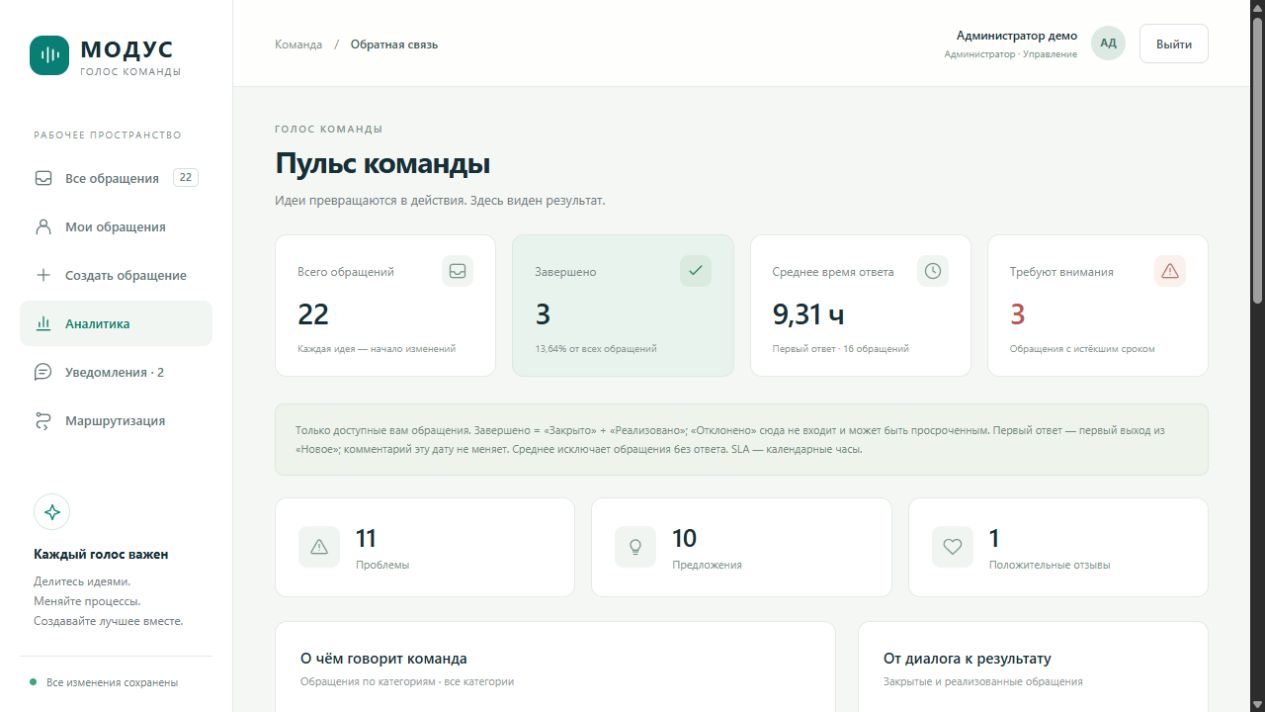 МОДУС
ГОЛОС КОМАНДЫ
РАБОЧЕЕ ПРОСТРАНСТВО
Все обращения 22
Мои обращения
Создать обращение
Аналитика
Уведомления · 2
Маршрутизация
Каждый голос важен
Делитесь идеями.
Меняйте процессы.
Создавайте лучшее вместе.
Все изменения сохранены
Команда / Обратная связь
Администратор демо
Администратор · Управление
АД
Выйти
ГОЛОС КОМАНДЫ
Пульс команды
Идеи превращаются в действия. Здесь виден результат.
Всего обращений
22
Каждая идея — начало изменений
Завершено
3
13,64% от всех обращений
Среднее время ответа
9,31 ч
Первый ответ · 16 обращений
Требуют внимания
3
Обращения с истёкшим сроком
Только доступные вам обращения. Завершено = «Закрыто» + «Реализовано»; «Отклонено» сюда не входит и может быть просроченным. Первый ответ — первый выход из
«Новое»; комментарий эту дату не меняет. Среднее исключает обращения без ответа. SLA — календарные часы.
11
Проблемы
10
Предложения
1
Положительные отзывы
О чём говорит команда
Обращения по категориям · все категории
От диалога к результату
Закрытые и реализованные обращения